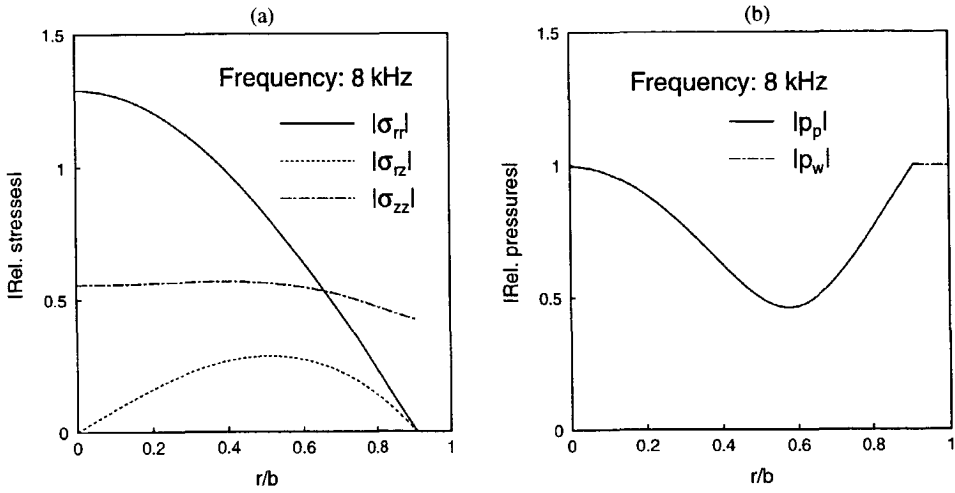 (a)
1.5
1
0.5
0
|Rel. stresses|
Frequency: 8 kHz
|σrr|
|σrz|
|σzz|
0 0.2 0.4 0.6 0.8 1
r/b
(b)
1.5
1
0.5
0
|Rel. pressures|
Frequency: 8 kHz
|pp|
|pw|
0 0.2 0.4 0.6 0.8 1
r/b